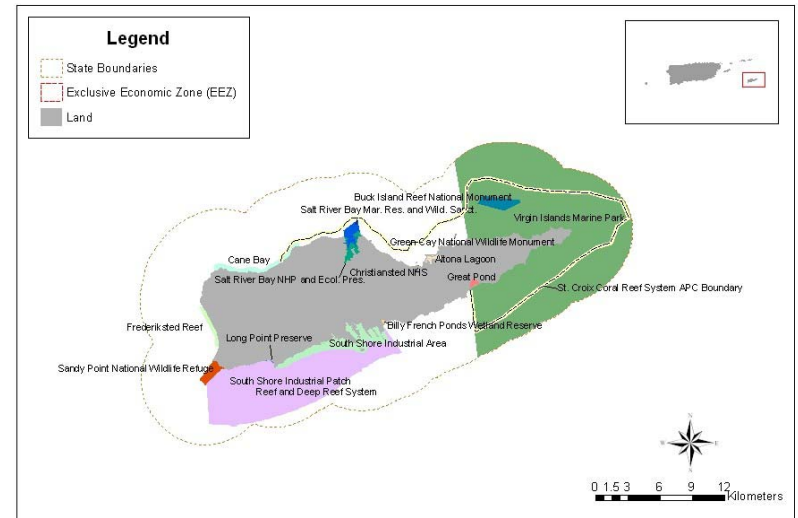 Legend
State Boundaries
Exclusive Economic Zone (EEZ)
Land
Buck Island Reef National Monument
Salt River Bay Mar. Res. and Wild. Sanct.
Virgin Islands Marine Park
Green Cay National Wildlife Monument
Cane Bay
Altona Lagoon
Christiansted NHS
Salt River Bay NHP and Ecol. Pres.
Great Pond
St. Croix Coral Reef System APC Boundary
Frederiksted Reef
Billy French Ponds Wetland Reserve
Long Point Preserve
South Shore Industrial Area
Sandy Point National Wildlife Refuge
South Shore Industrial Patch
Reef and Deep Reef System
N
W
E
S
0 1.5 3 6 9 12
Kilometers